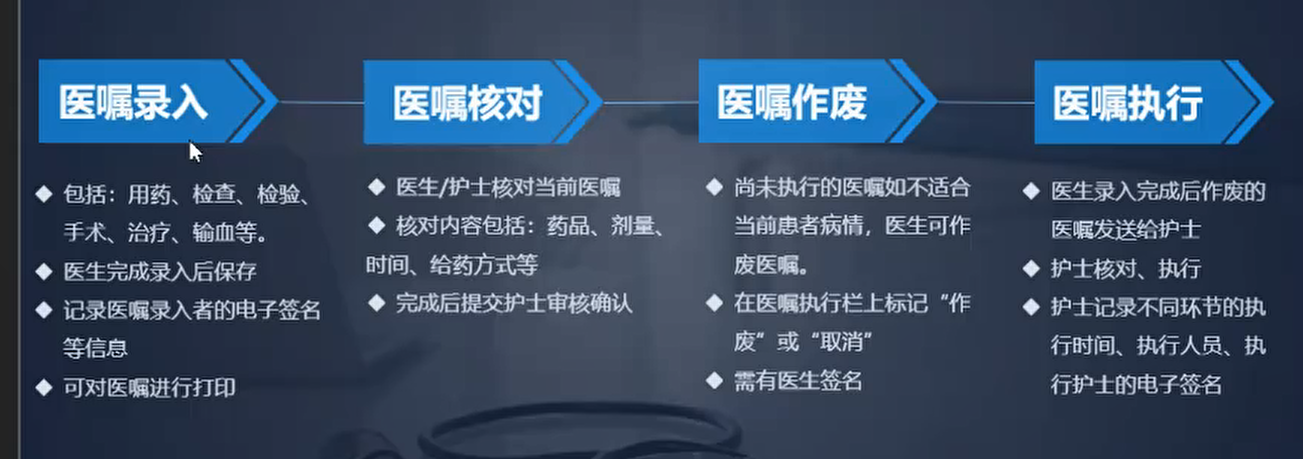 医嘱录入
医嘱核对
医嘱作废
医嘱执行
◆ 包括：用药、检查、检验、
手术、治疗、输血等。
◆ 医生完成录入后保存
◆ 记录医嘱录入者的电子签名
等信息
◆ 可对医嘱进行打印
◆ 医生/护士核对当前医嘱
◆ 核对内容包括：药品、剂量、
时间、给药方式等
◆ 完成后提交护士审核确认
◆ 尚未执行的医嘱如不适合
当前患者病情，医生可作
废医嘱。
◆ 在医嘱执行栏上标记“作
废”或“取消”
◆ 需有医生签名
◆ 医生录入完成后作废的
医嘱发送给护士
◆ 护士核对、执行
◆ 护士记录不同环节的执
行时间、执行人员、执
行护士的电子签名